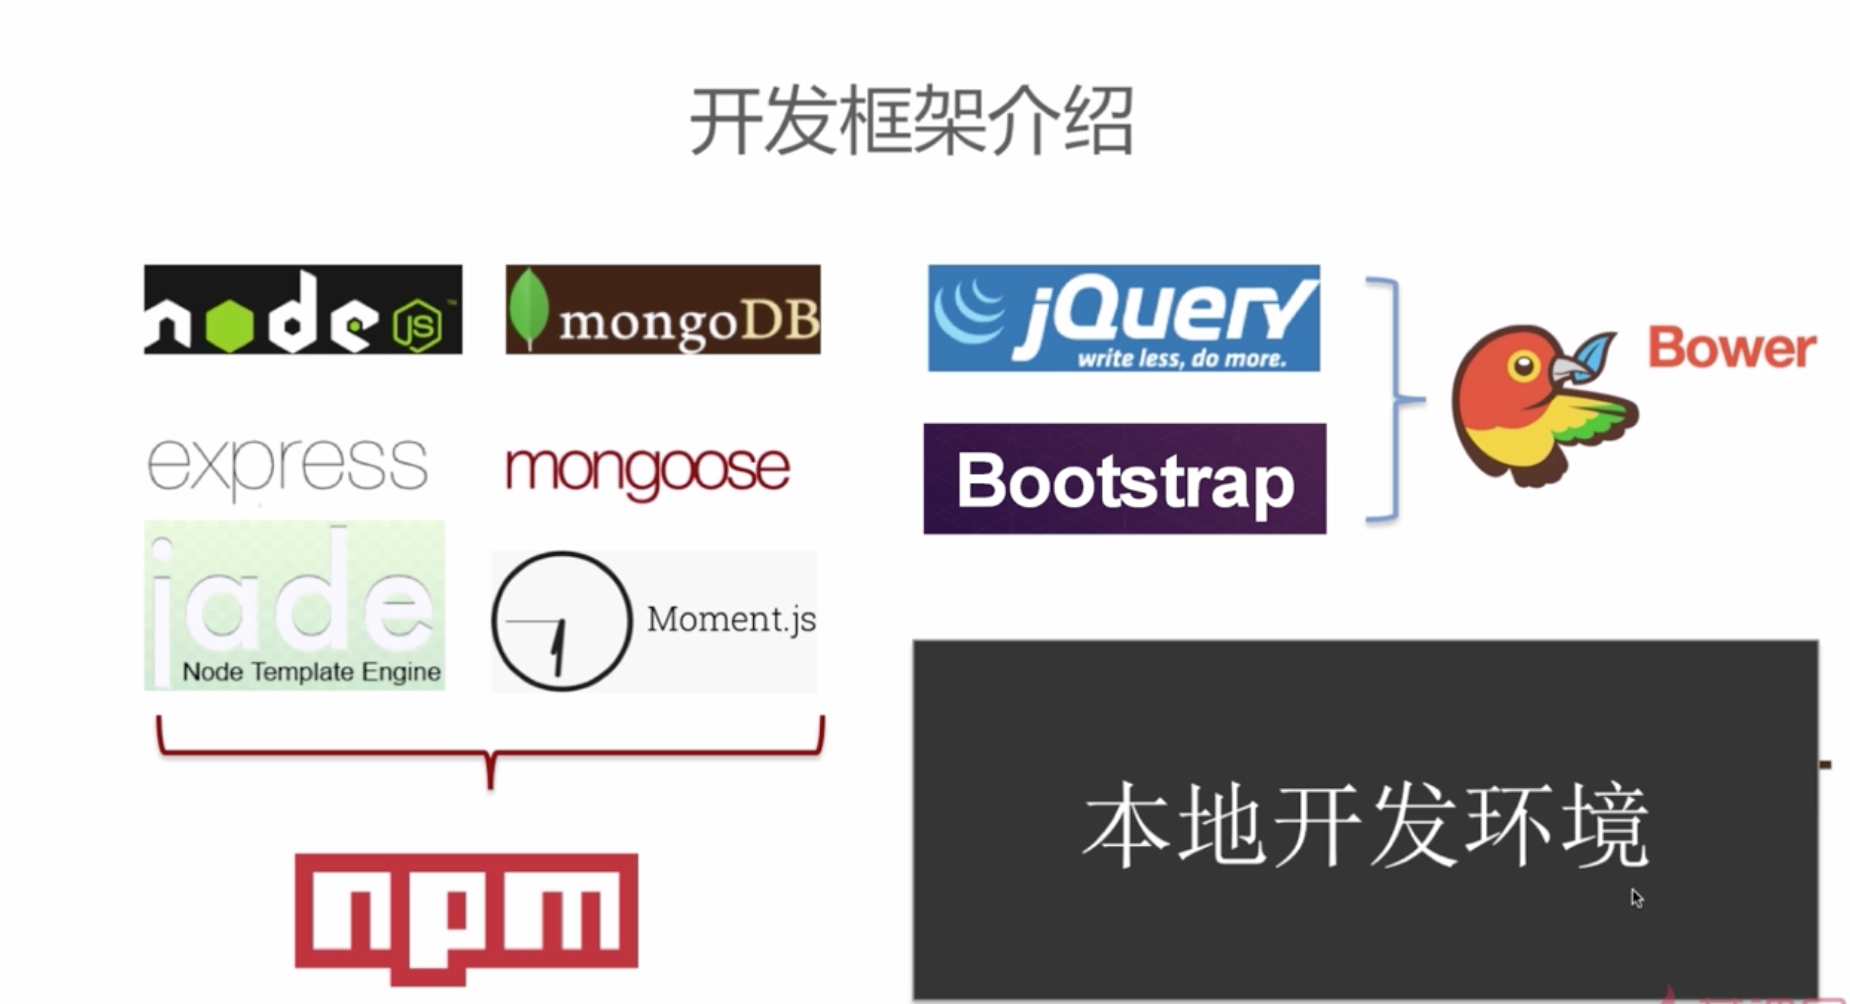 开发框架介绍
node JS ™
mongoDB
jQuery
write less, do more.
Bower
express
mongoose
Bootstrap
jade
Node Template Engine
Moment.js
本地开发环境
npm